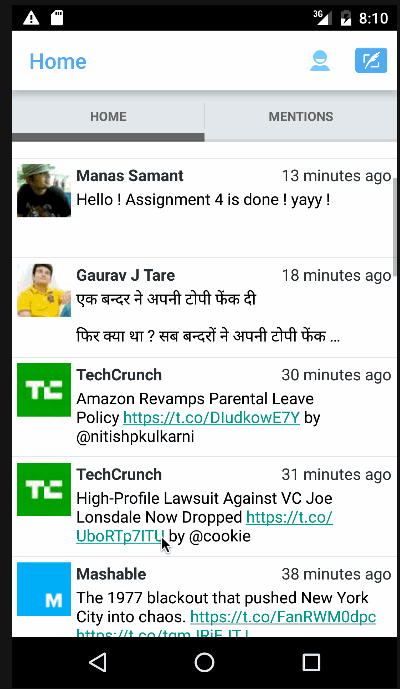 3G 8:10
Home
HOME MENTIONS
Manas Samant 13 minutes ago
Hello ! Assignment 4 is done ! yayy !
Gaurav J Tare 18 minutes ago
एक बन्दर ने अपनी टोपी फेंक दी
फिर क्या था ? सब बन्दरों ने अपनी टोपी फेंक ...
TC
TechCrunch 30 minutes ago
Amazon Revamps Parental Leave
Policy https://t.co/DIudkowE7Y by
@nitishpkulkarni
TC
TechCrunch 31 minutes ago
High-Profile Lawsuit Against VC Joe
Lonsdale Now Dropped https://t.co/
UboRTp7ITU by @cookie
M
Mashable 38 minutes ago
The 1977 blackout that pushed New York
City into chaos. https://t.co/FanRWM0dpc